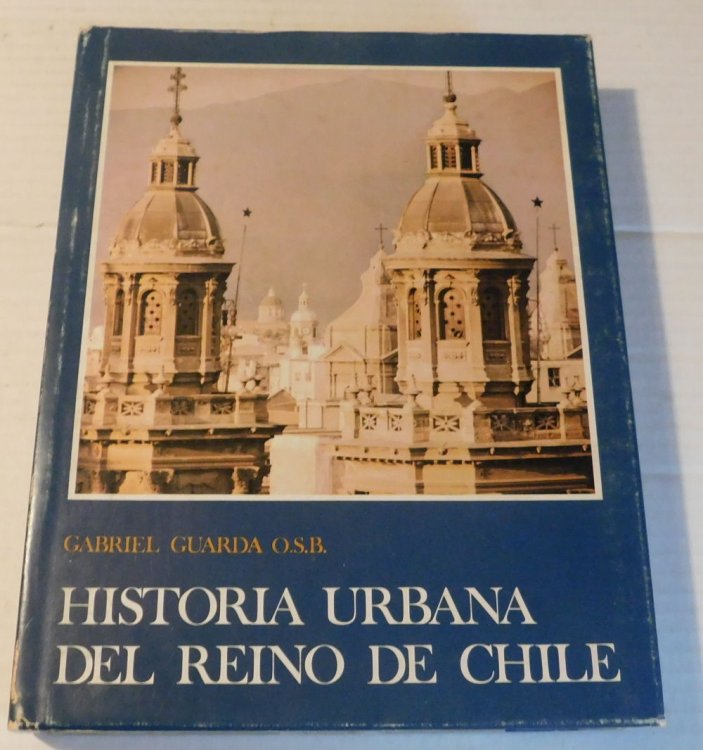 GABRIEL GUARDA O.S.B.
HISTORIA URBANA
DEL REINO DE CHILE